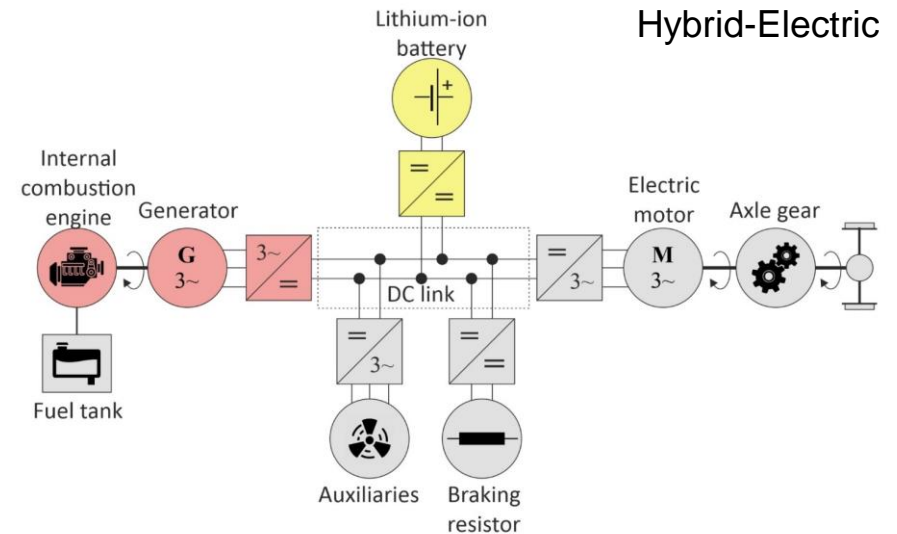 Hybrid-Electric
Lithium-ion
battery
+
=
=
Internal
combustion
engine
Generator
G
3~
3~
=
DC link
=
3~
Electric
motor
M
3~
Axle gear
Fuel tank
=
3~
Auxiliaries
=
=
Braking
resistor